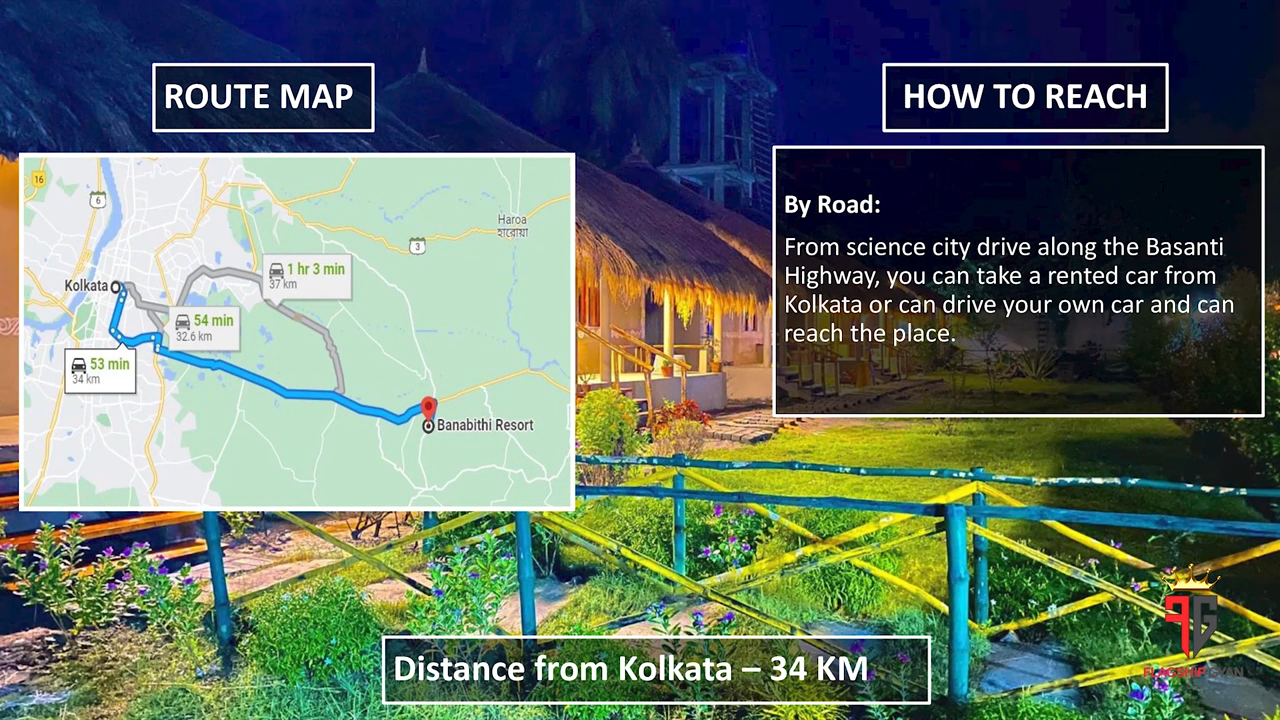 ROUTE MAP
HOW TO REACH
16
6
Haroa
হারোয়া
3
1 hr 3 min
37 km
Kolkata
54 min
32.6 km
53 min
34 km
Banabithi Resort
By Road:
From science city drive along the Basanti
Highway, you can take a rented car from
Kolkata or can drive your own car and can
reach the place.
Distance from Kolkata – 34 KM
FG
FLAGSHIP GYAN